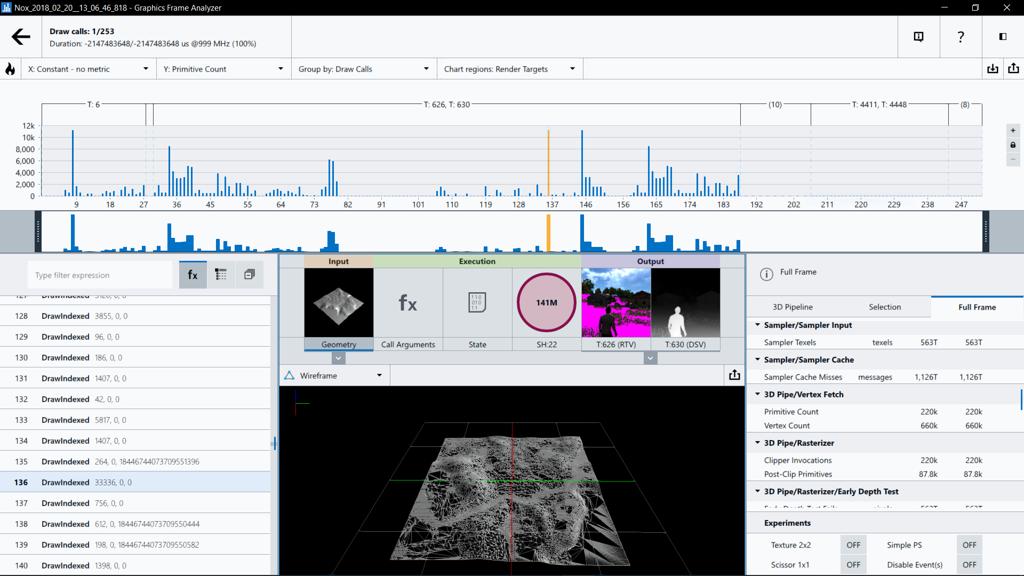 Nox_2018_02_20__13_06_46_818 - Graphics Frame Analyzer
Draw calls: 1/253
Duration: -2147483648/-2147483648 us @999 MHz (100%)
?
X: Constant - no metric
Y: Primitive Count
Group by: Draw Calls
Chart regions: Render Targets
T: 6
T: 626, T: 630
(10)
T: 4411, T: 4448
(8)
12k
10k
8,000
6,000
4,000
2,000
0
9 18 27 36 45 55 64 73 82 91 101 110 119 128 137 146 156 165 174 183 192 202 211 229 238 247
Type filter expression
fx
128 DrawIndexed 3855, 0, 0
129 DrawIndexed 96, 0, 0
130 DrawIndexed 186, 0, 0
131 DrawIndexed 1407, 0, 0
132 DrawIndexed 42, 0, 0
133 DrawIndexed 5817, 0, 0
134 DrawIndexed 1407, 0, 0
135 DrawIndexed 264, 0, 18446744073709551396
136 DrawIndexed 33336, 0, 0
137 DrawIndexed 756, 0, 0
138 DrawIndexed 612, 0, 18446744073709550444
139 DrawIndexed 198, 0, 18446744073709550582
140 DrawIndexed 1398, 0, 0
Input
Execution
Output
fx
141M
Geometry
Call Arguments
State
SH:22
T:626 (RTV)
T:630 (DSV)
Wireframe
Full Frame
3D Pipeline
Selection
Full Frame
Sampler/Sampler Input
Sampler Texels texels 563T 563T
Sampler/Sampler Cache
Sampler Cache Misses messages 1,126T 1,126T
3D Pipe/Vertex Fetch
Primitive Count 220k 220k
Vertex Count 660k 660k
3D Pipe/Rasterizer
Clipper Invocations 220k 220k
Post-Clip Primitives 87.8k 87.8k
3D Pipe/Rasterizer/Early Depth Test
Experiments
Texture 2x2 OFF Simple PS OFF
Scissor 1x1 OFF Disable Event(s) OFF